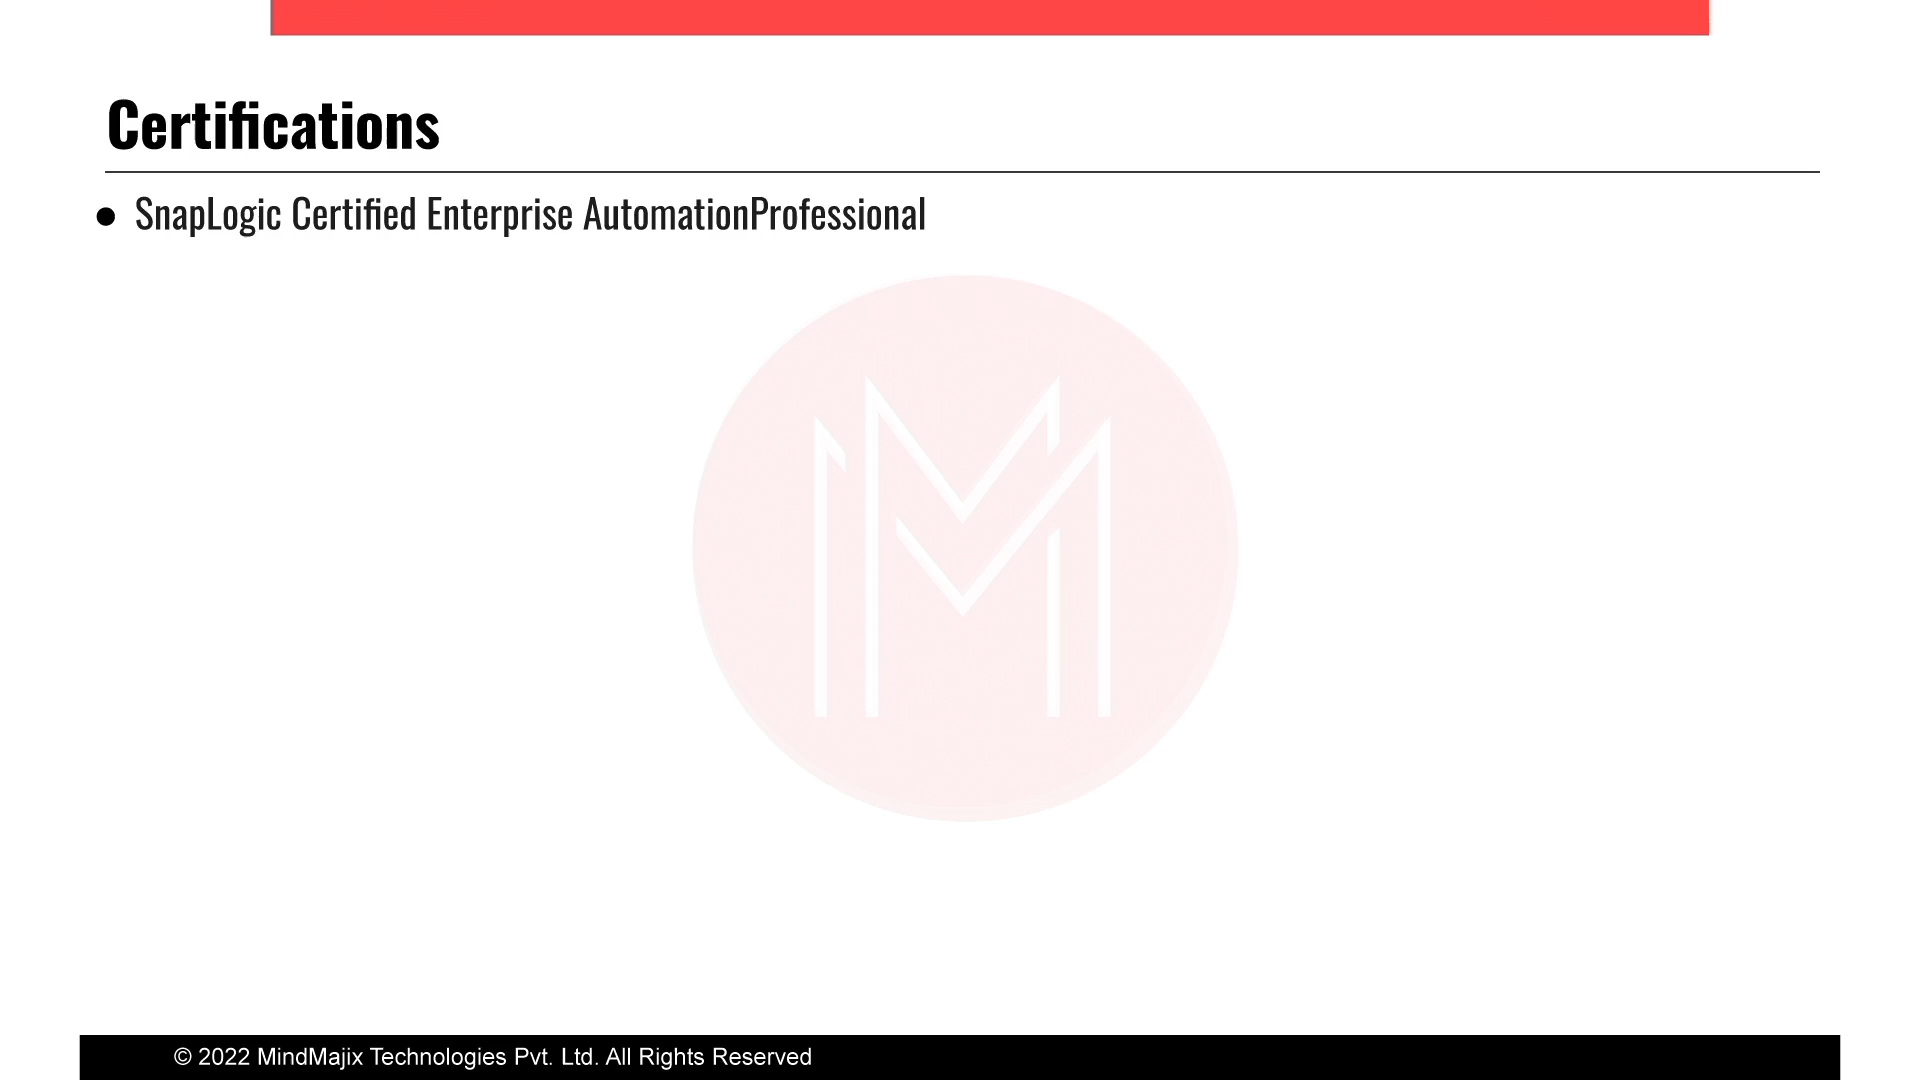 Certifications
● SnapLogic Certified Enterprise AutomationProfessional
© 2022 MindMajix Technologies Pvt. Ltd. All Rights Reserved